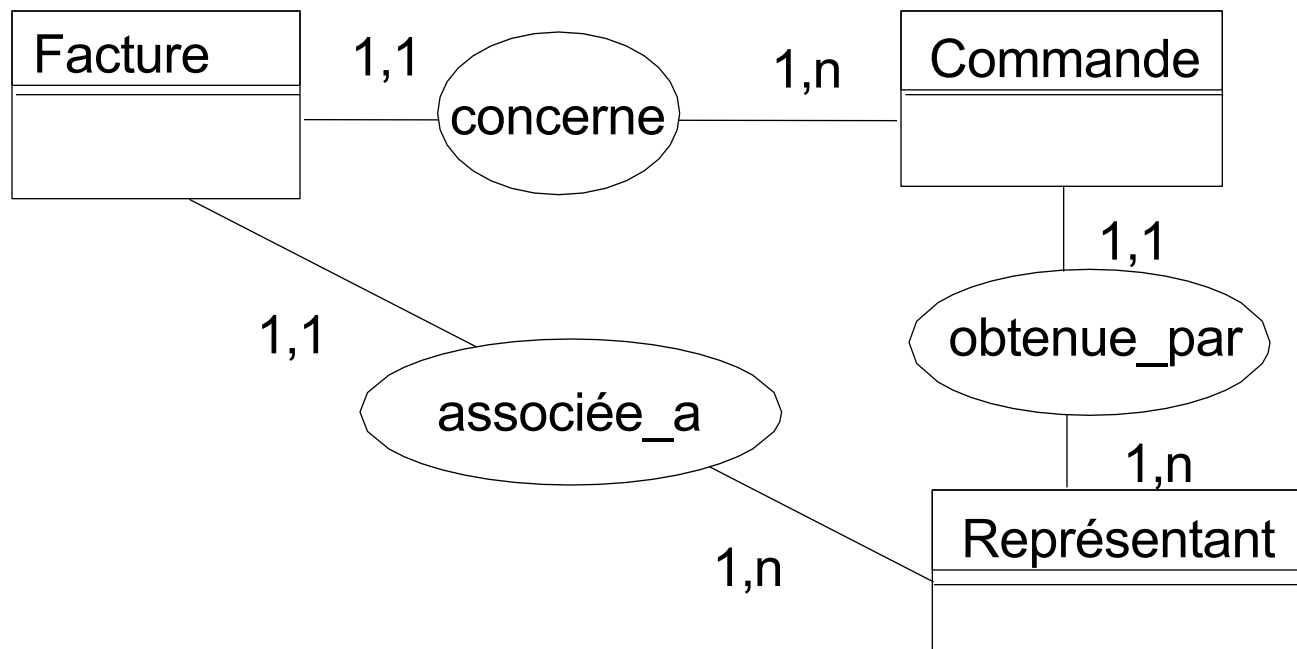 Facture
1,1
concerne
1,n
Commande
1,1
obtenue_par
1,1
associée_a
1,n
1,n
Représentant